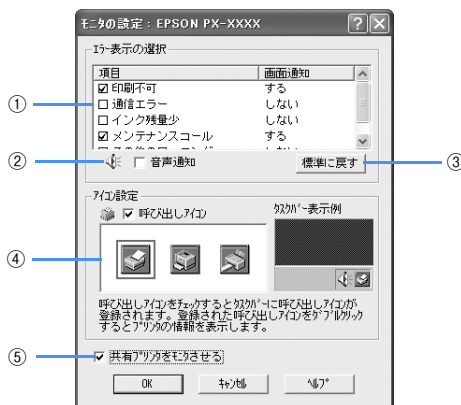 ﾓﾆﾀの設定：EPSON PX-XXXX
ｴﾗｰ表示の選択
項目 画面通知
印刷不可 する
通信エラー しない
インク残量少 しない
メンテナンスコール する
①
② 音声通知 標準に戻す ③
ｱｲｺﾝ設定
呼び出しｱｲｺﾝ ﾀｽｸﾊﾞｰ表示例
④
呼び出しｱｲｺﾝをﾁｪｯｸするとﾀｽｸﾊﾞｰに呼び出しｱｲｺﾝが
登録されます。登録された呼び出しｱｲｺﾝをﾀﾞﾌﾞﾙｸﾘｯｸ
するとﾌﾟﾘﾝﾀの情報を表示します。
⑤ 共有ﾌﾟﾘﾝﾀをﾓﾆﾀさせる
OK ｷｬﾝｾﾙ ﾍﾙﾌﾟ